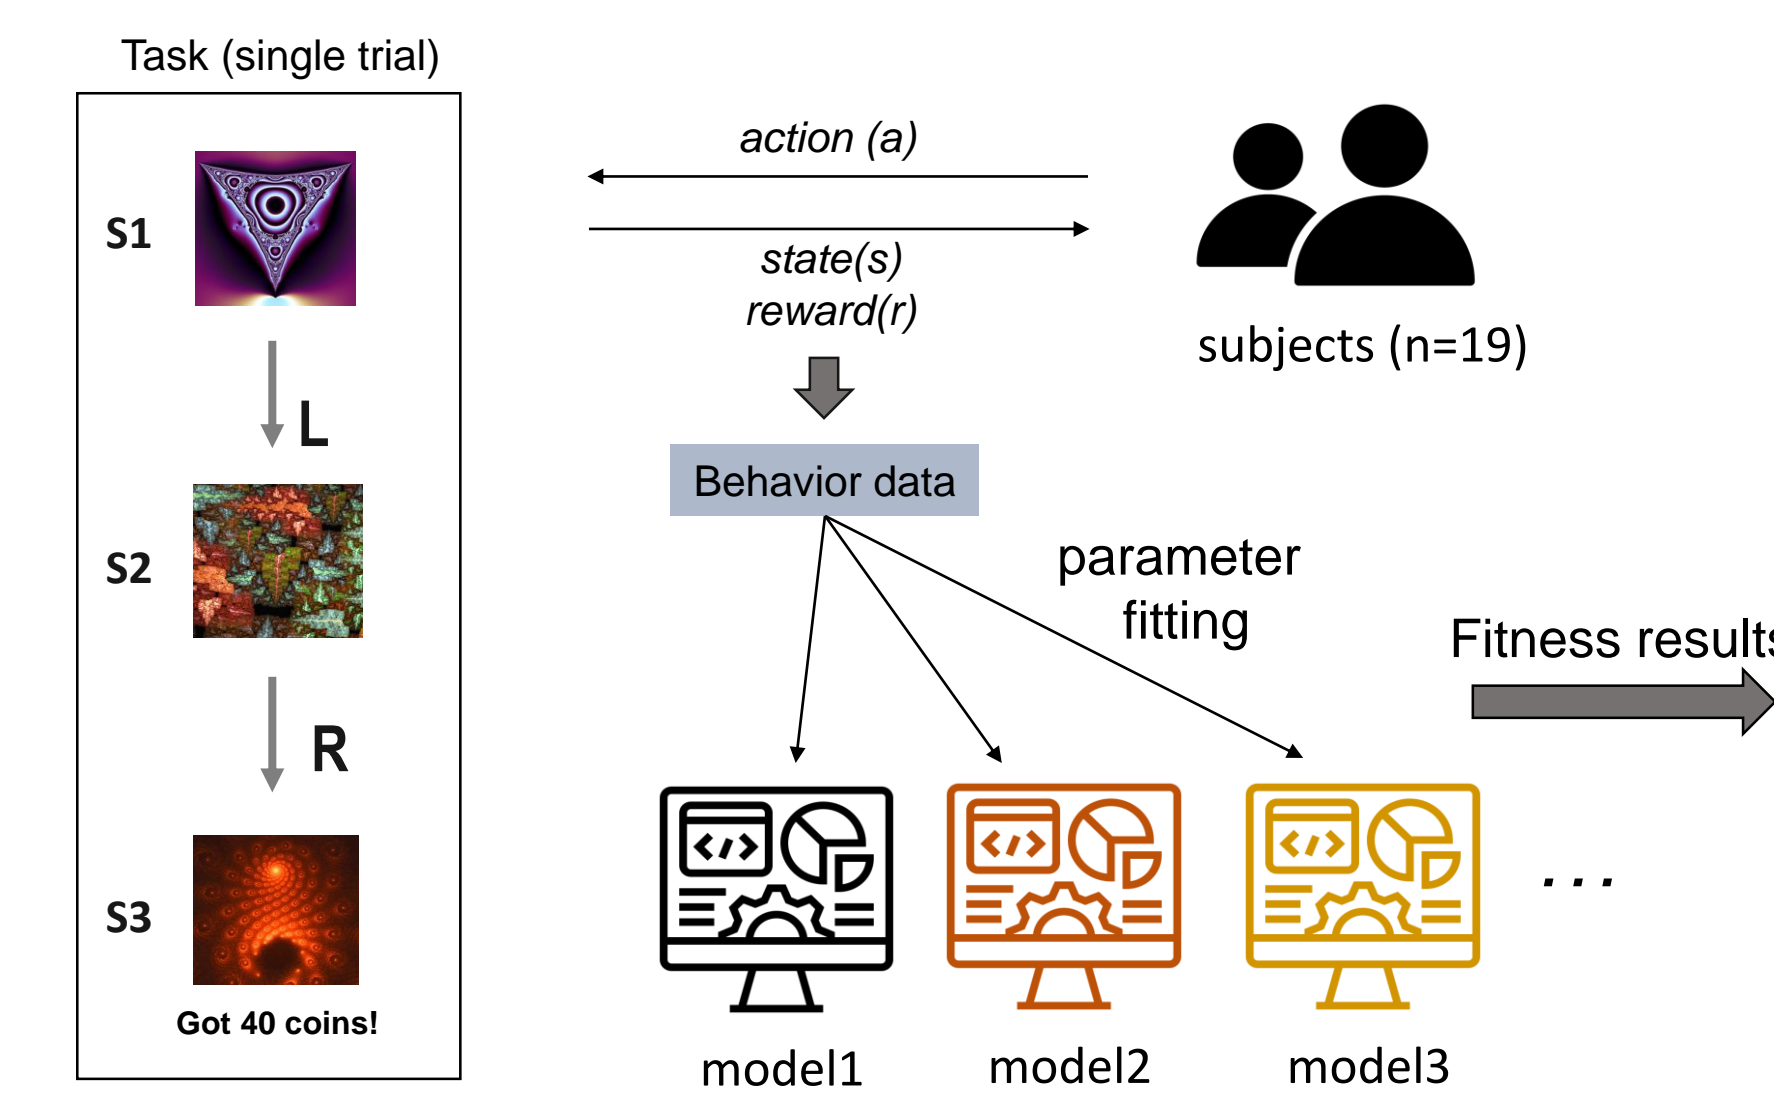 Task (single trial)
S1
L
S2
R
S3
Got 40 coins!
action (a)
state(s)
reward(r)
subjects (n=19)
Behavior data
parameter
fitting
Fitness results
model1
model2
model3
...